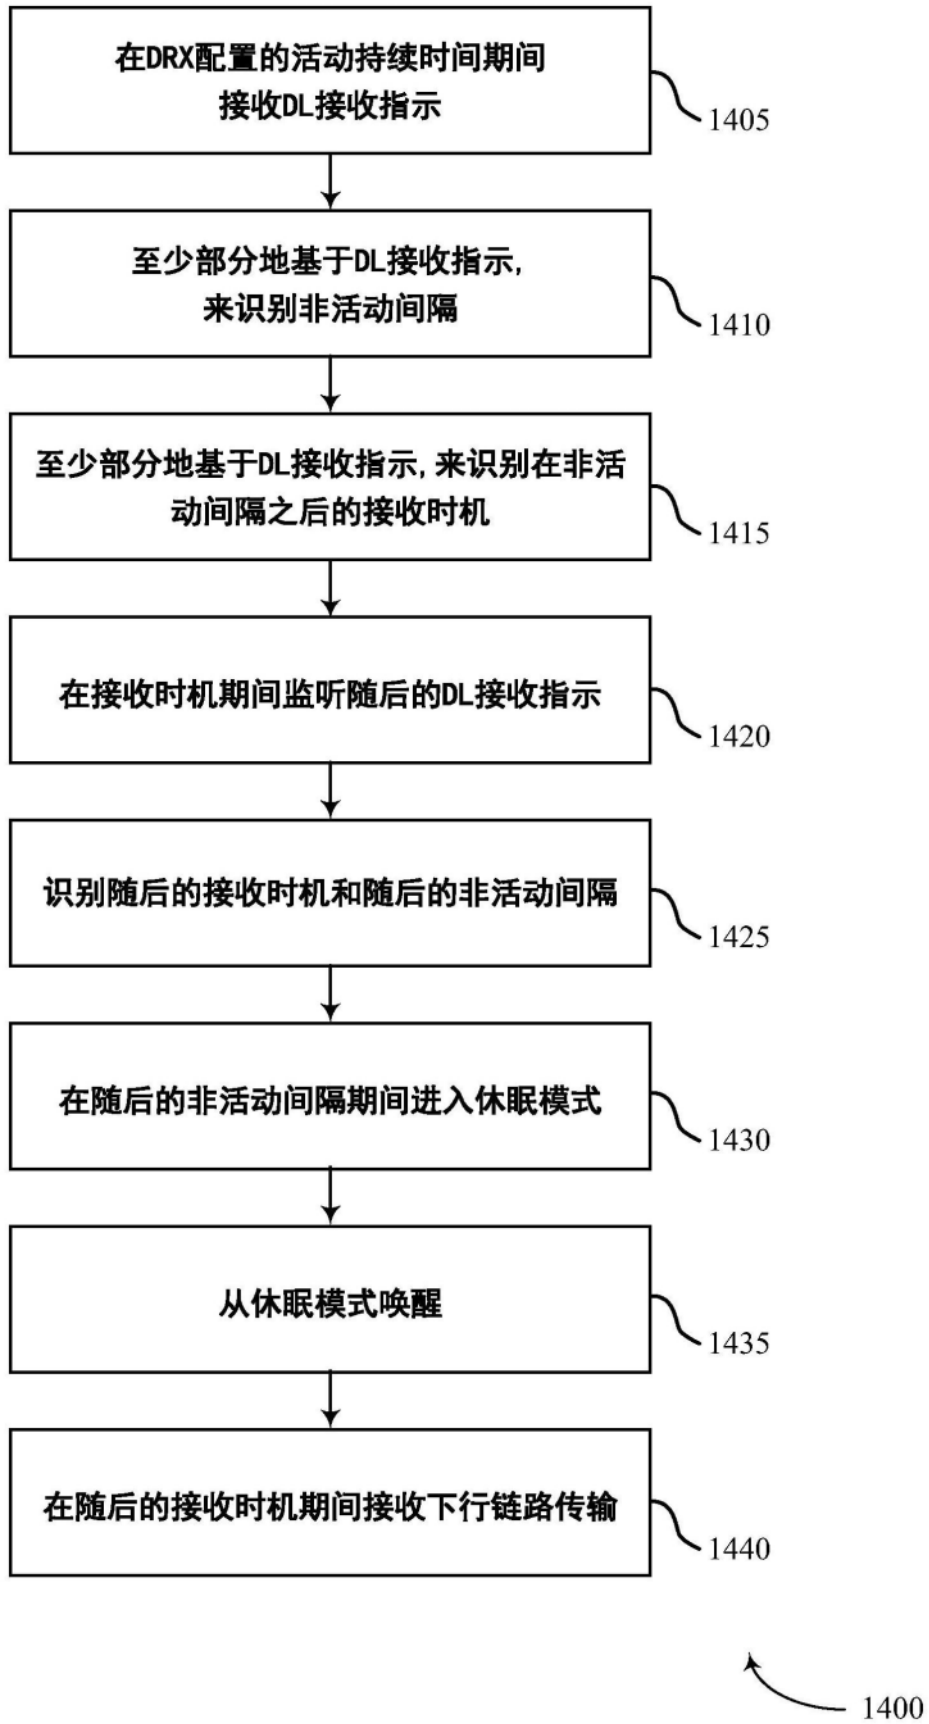 在DRX配置的活动持续时间期间
接收DL接收指示
1405
至少部分地基于DL接收指示,
来识别非活动间隔
1410
至少部分地基于DL接收指示,来识别在非活
动间隔之后的接收时机
1415
在接收时机期间监听随后的DL接收指示
1420
识别随后的接收时机和随后的非活动间隔
1425
在随后的非活动间隔期间进入休眠模式
1430
从休眠模式唤醒
1435
在随后的接收时机期间接收下行链路传输
1440
1400